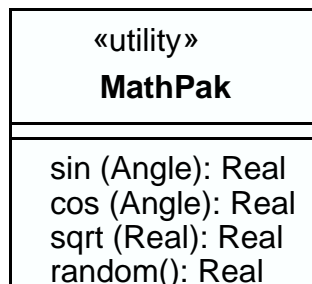 «utility»
MathPak
sin (Angle): Real
cos (Angle): Real
sqrt (Real): Real
random(): Real